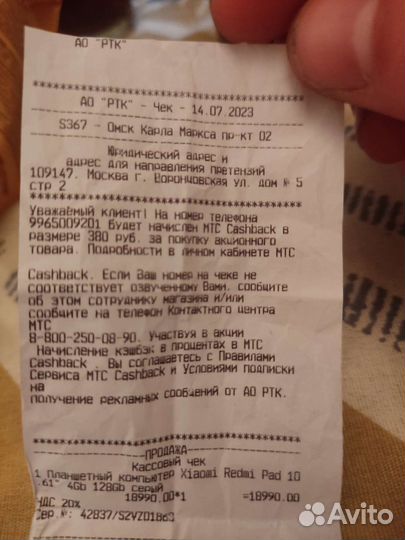 АО "РТК"
АО "РТК" - Чек - 14.07.2023
S367 - Омск Карла Маркса пр-кт 02
Юридический адрес и
адрес для направления претензий
109147. Москва г. Воронцовская ул. дом № 5
стр 2
Уважаемый клиент! На номер телефона
9965009201 будет начислен МТС Cashback в
размере 380 руб. за покупку акционного
товара. Подробности в личном кабинете МТС
Cashback. Если Ваш номер на чеке не
соответствует озвученному Вами, сообщите
об этом сотруднику магазина и/или
сообщите на телефон Контактного центра
МТС
8-800-250-08-90. Участвуя в акции
Начисление кэшбэк в процентах в МТС
Cashback . Вы соглашаетесь с Правилами
Сервиса МТС Cashback и Условиями подписки
на
получение рекламных сообщений от АО РТК.
ПРОДАЖА
Кассовый чек
1 Планшетный компьютер Xiaomi Redmi Pad 10
.61" 4Gb 128Gb серый
18990.00*1 =18990.00
НДС 20%
Сер.№: 42837/S2VZ01863
Avito